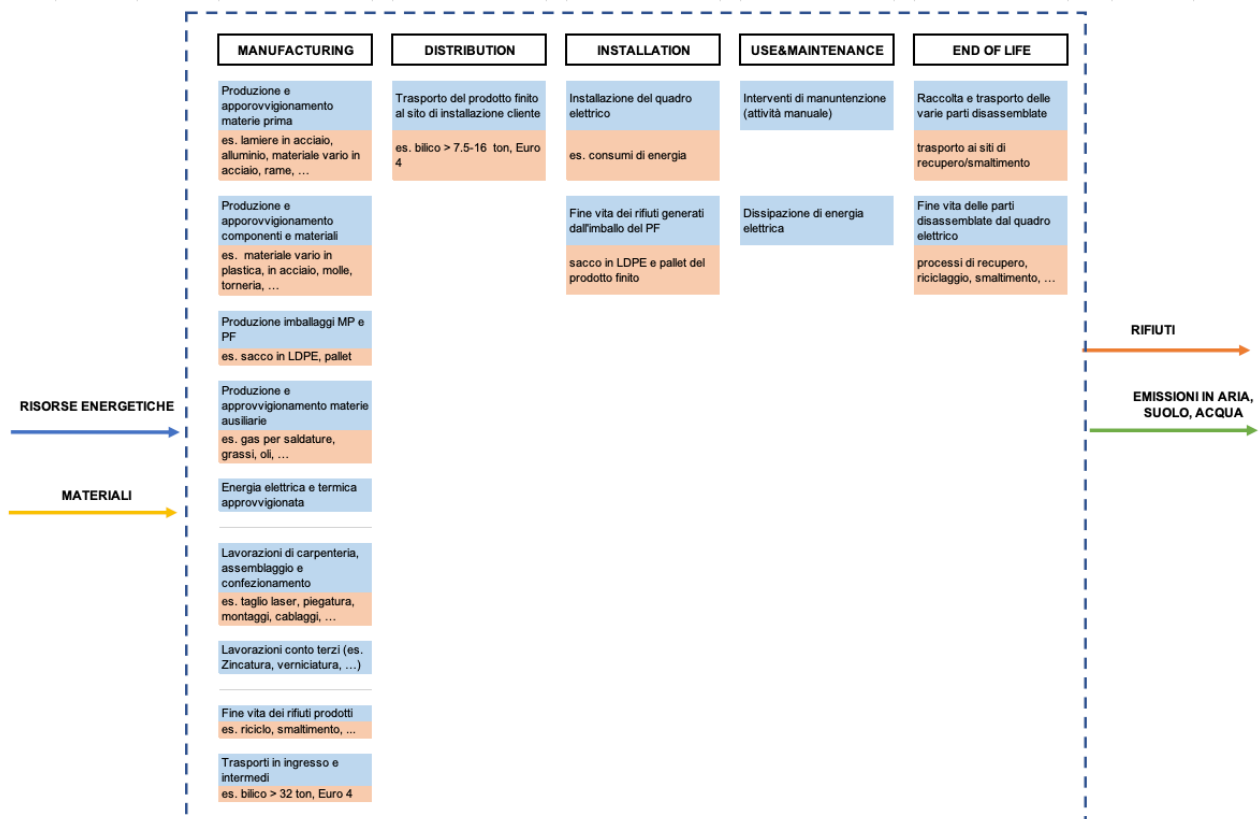 MANUFACTURING
Produzione e
apporovvigionamento
materie prima
es. lamiere in acciaio,
alluminio, materiale vario in
acciaio, rame, …
Produzione e
apporovvigionamento
componenti e materiali
es.  materiale vario in
plastica, in acciaio, molle,
torneria, …
Produzione imballaggi MP e
PF
es. sacco in LDPE, pallet
Produzione e
approvvigionamento materie
ausiliarie
es. gas per saldature,
grassi, oli, …
Energia elettrica e termica
approvvigionata
Lavorazioni di carpenteria,
assemblaggio e
confezionamento
es. taglio laser, piegatura,
montaggi, cablaggi, …
Lavorazioni conto terzi (es.
Zincatura, verniciatura, …)
Fine vita dei rifiuti prodotti
es. riciclo, smaltimento, ...
Trasporti in ingresso e
intermedi
es. bilico > 32 ton, Euro 4
DISTRIBUTION
Trasporto del prodotto finito
al sito di installazione cliente
es. bilico > 7.5-16  ton, Euro
4
INSTALLATION
Installazione del quadro
elettrico
es. consumi di energia
Fine vita dei rifiuti generati
dall'imballo del PF
sacco in LDPE e pallet del
prodotto finito
USE&MAINTENANCE
Interventi di manuntenzione
(attività manuale)
Dissipazione di energia
elettrica
END OF LIFE
Raccolta e trasporto delle
varie parti disassemblate
trasporto ai siti di
recupero/smaltimento
Fine vita delle parti
disassemblate dal quadro
elettrico
processi di recupero,
riciclaggio, smaltimento, …
RISORSE ENERGETICHE
MATERIALI
RIFIUTI
EMISSIONI IN ARIA,
SUOLO, ACQUA